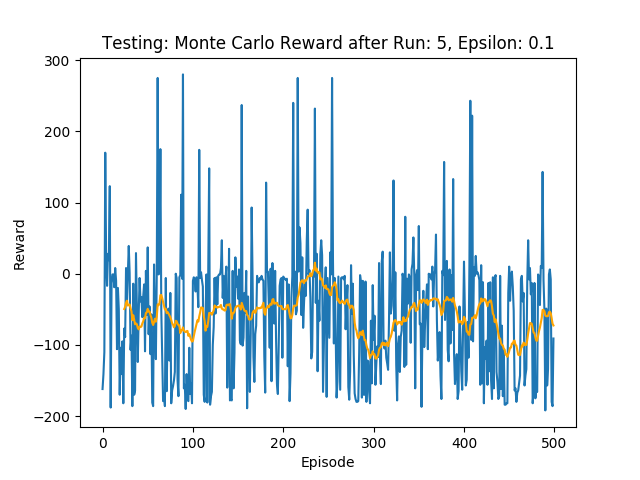 Testing: Monte Carlo Reward after Run: 5, Epsilon: 0.1
300
200
100
0
−100
−200
Reward
0 100 200 300 400 500
Episode